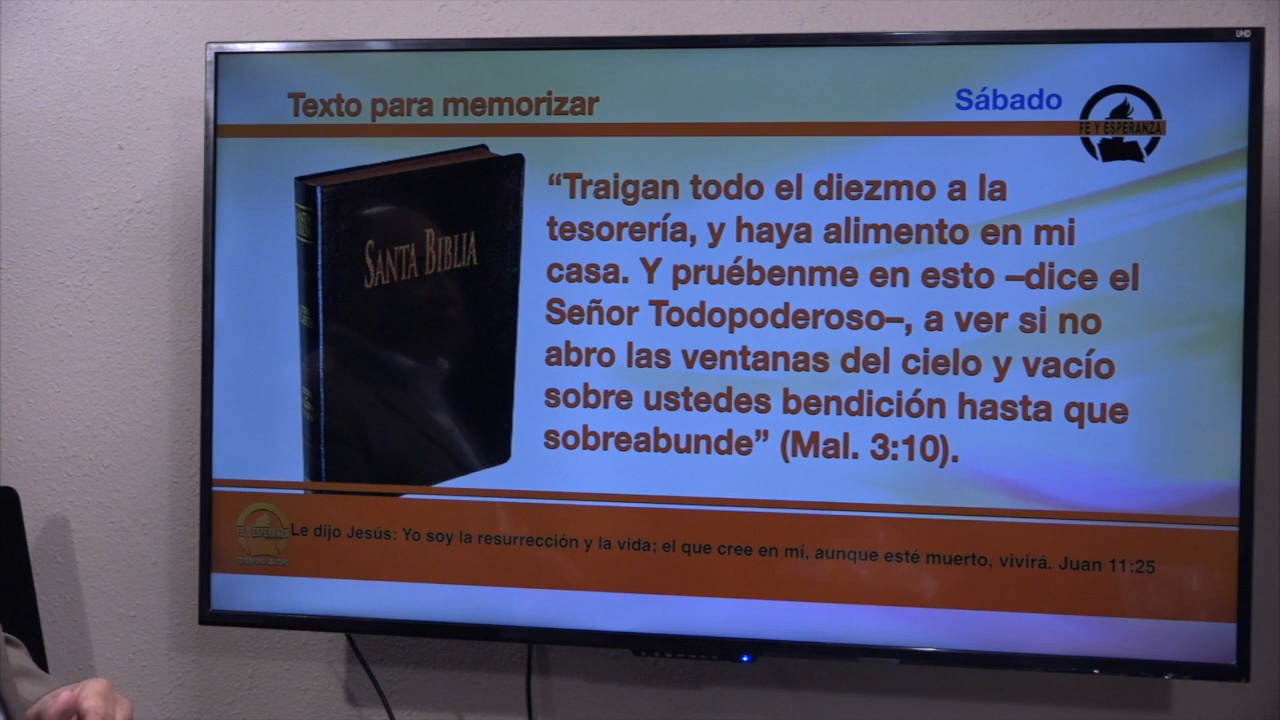 UHD
Texto para memorizar
Sábado
FE Y ESPERANZA
SANTA BIBLIA
“Traigan todo el diezmo a la
tesorería, y haya alimento en mi
casa. Y pruébenme en esto –dice el
Señor Todopoderoso–, a ver si no
abro las ventanas del cielo y vacío
sobre ustedes bendición hasta que
sobreabunde” (Mal. 3:10).
Le dijo Jesús: Yo soy la resurrección y la vida; el que cree en mí, aunque esté muerto, vivirá. Juan 11:25